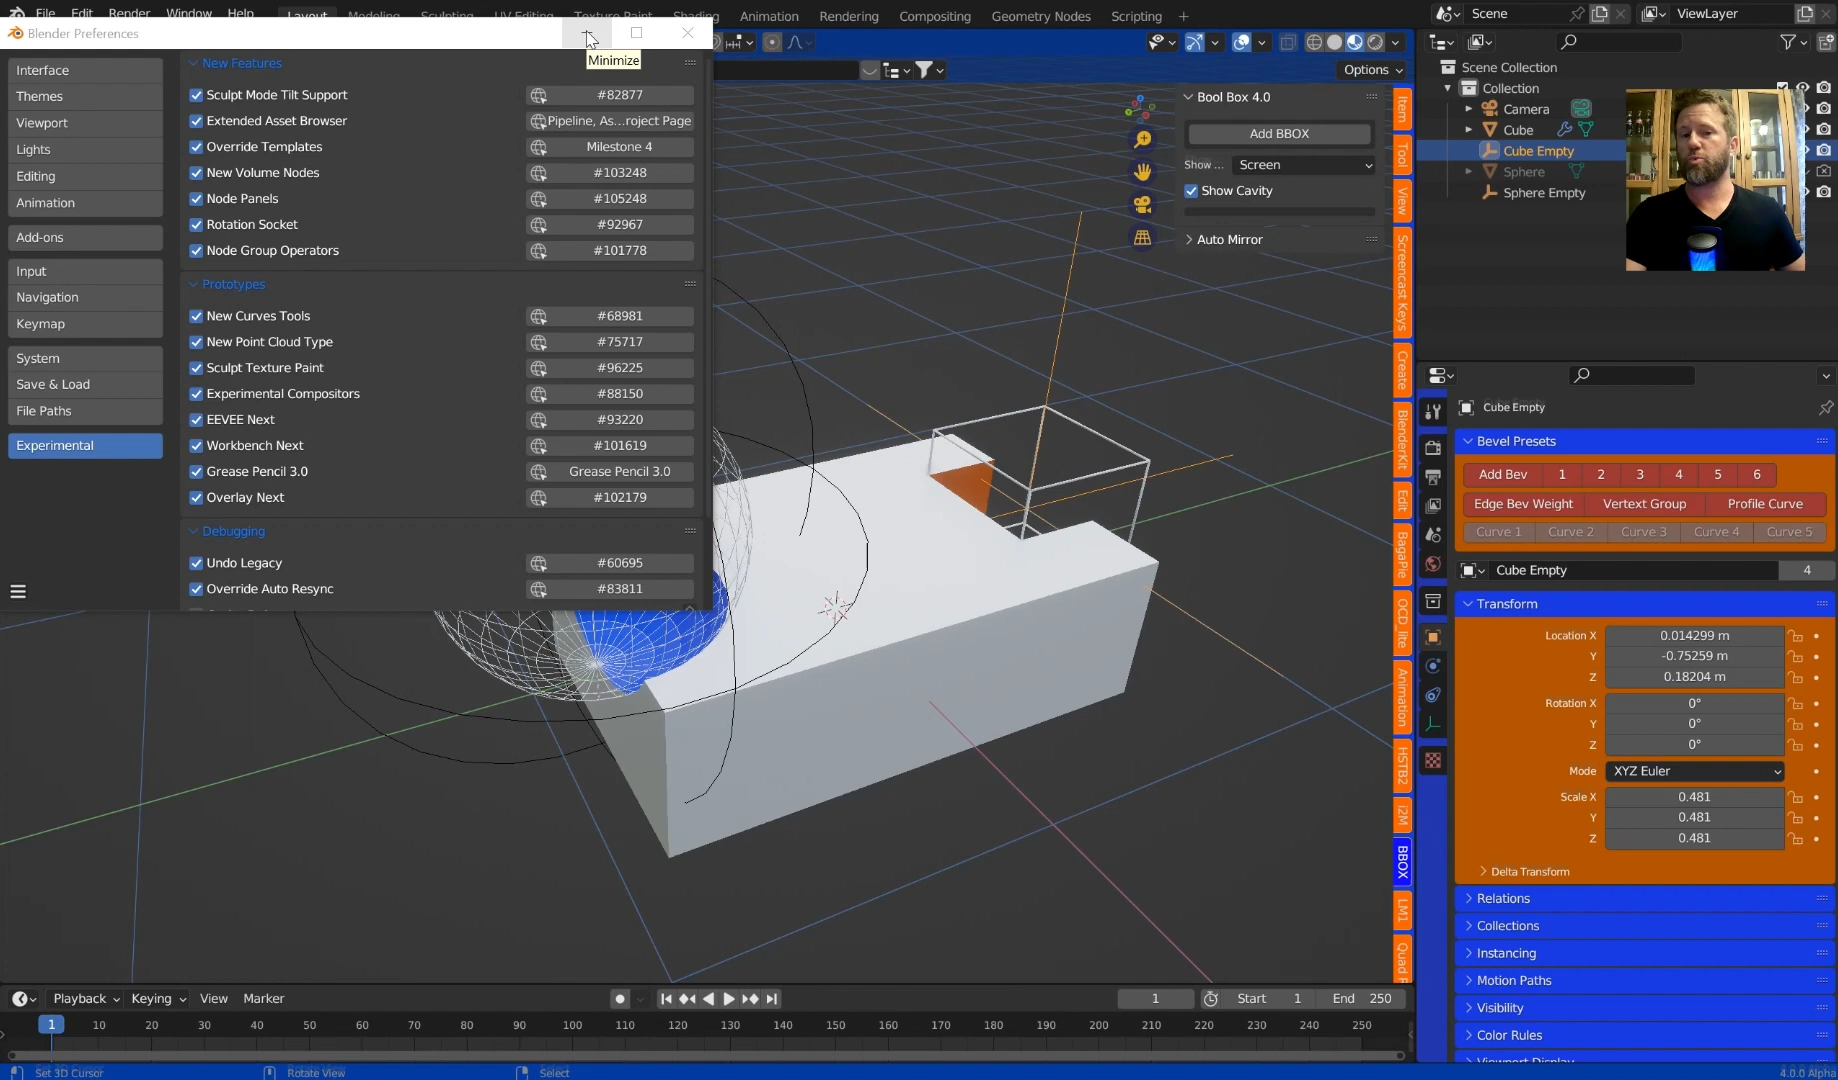 File Edit Render Window Help Layout Modeling Sculpting UV Editing Texture Paint Shading Animation Rendering Compositing Geometry Nodes Scripting +
Scene
ViewLayer
Blender Preferences
Minimize
Interface
Themes
Viewport
Lights
Editing
Animation
Add-ons
Input
Navigation
Keymap
System
Save & Load
File Paths
Experimental
New Features
Sculpt Mode Tilt Support #82877
Extended Asset Browser Pipeline, As...roject Page
Override Templates Milestone 4
New Volume Nodes #103248
Node Panels #105248
Rotation Socket #92967
Node Group Operators #101778
Prototypes
New Curves Tools #68981
New Point Cloud Type #75717
Sculpt Texture Paint #96225
Experimental Compositors #88150
EEVEE Next #93220
Workbench Next #101619
Grease Pencil 3.0 Grease Pencil 3.0
Overlay Next #102179
Debugging
Undo Legacy #60695
Override Auto Resync #83811
Options
Bool Box 4.0
Add BBOX
Show ... Screen
Show Cavity
Auto Mirror
Item
Tool
View
Screencast Keys
Create
BlenderKit
Edit
BagaPie
OCD_lite
Animation
HSTB2
i2M
BBOX
LM1
Scene Collection
Collection
Camera
Cube
Cube Empty
Sphere
Sphere Empty
Cube Empty
Bevel Presets
Add Bev 1 2 3 4 5 6
Edge Bev Weight Vertext Group Profile Curve
Curve 1 Curve 2 Curve 3 Curve 4 Curve 5
Cube Empty 4
Transform
Location X 0.014299 m
Y -0.75259 m
Z 0.18204 m
Rotation X 0°
Y 0°
Z 0°
Mode XYZ Euler
Scale X 0.481
Y 0.481
Z 0.481
Delta Transform
Relations
Collections
Instancing
Motion Paths
Visibility
Color Rules
Viewport Display
Playback Keying View Marker
1 Start 1 End 250
1 10 20 30 40 50 60 70 80 90 100 110 120 130 140 150 160 170 180 190 200 210 220 230 240 250
Set 3D Cursor Rotate View Select 4.0.0 Alpha